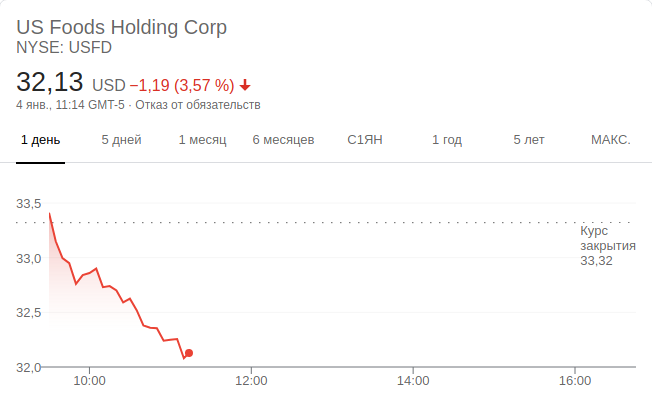 US Foods Holding Corp
NYSE: USFD
32,13 USD −1,19 (3,57 %)
4 янв., 11:14 GMT-5 · Отказ от обязательств
1 день 5 дней 1 месяц 6 месяцев С1ЯН 1 год 5 лет МАКС.
33,5
Курс
закрытия
33,32
33,0
32,5
32,0
10:00 12:00 14:00 16:00